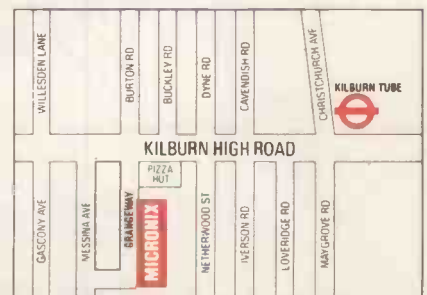 WILLESDEN LANE
BURTON RD
BUCKLEY RD
DYNE RD
CAVENDISH RD
CHRISTCHURCH AVE
KILBURN TUBE
KILBURN HIGH ROAD
PIZZA
HUT
GASCONY AVE
MESSINA AVE
GRANGEWAY
MICRONIX
NETHERWOOD ST
IVERSON RD
LOVERIDGE RD
MAYGROVE RD